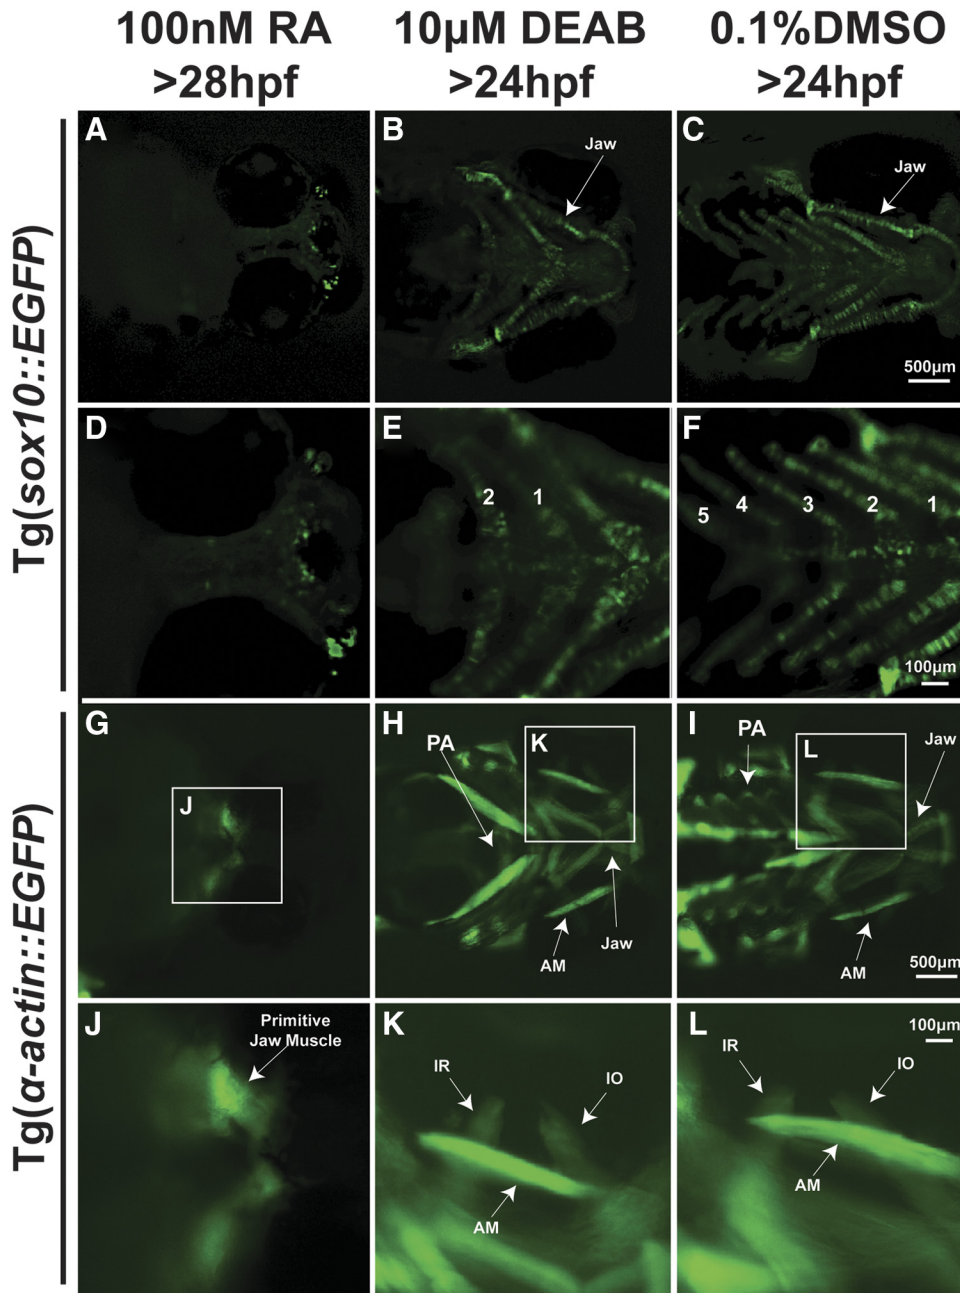 100nM RA
>28hpf
10µM DEAB
>24hpf
0.1%DMSO
>24hpf
Tg(sox10::EGFP)
A
B
Jaw
C
Jaw
500µm
D
E
2 1
F
5 4 3 2 1
100µm
Tg(α-actin::EGFP)
G
J
H
PA
K
AM
Jaw
I
PA
L
Jaw
AM
500µm
J
Primitive
Jaw Muscle
K
IR
IO
AM
L
100µm
IR
IO
AM